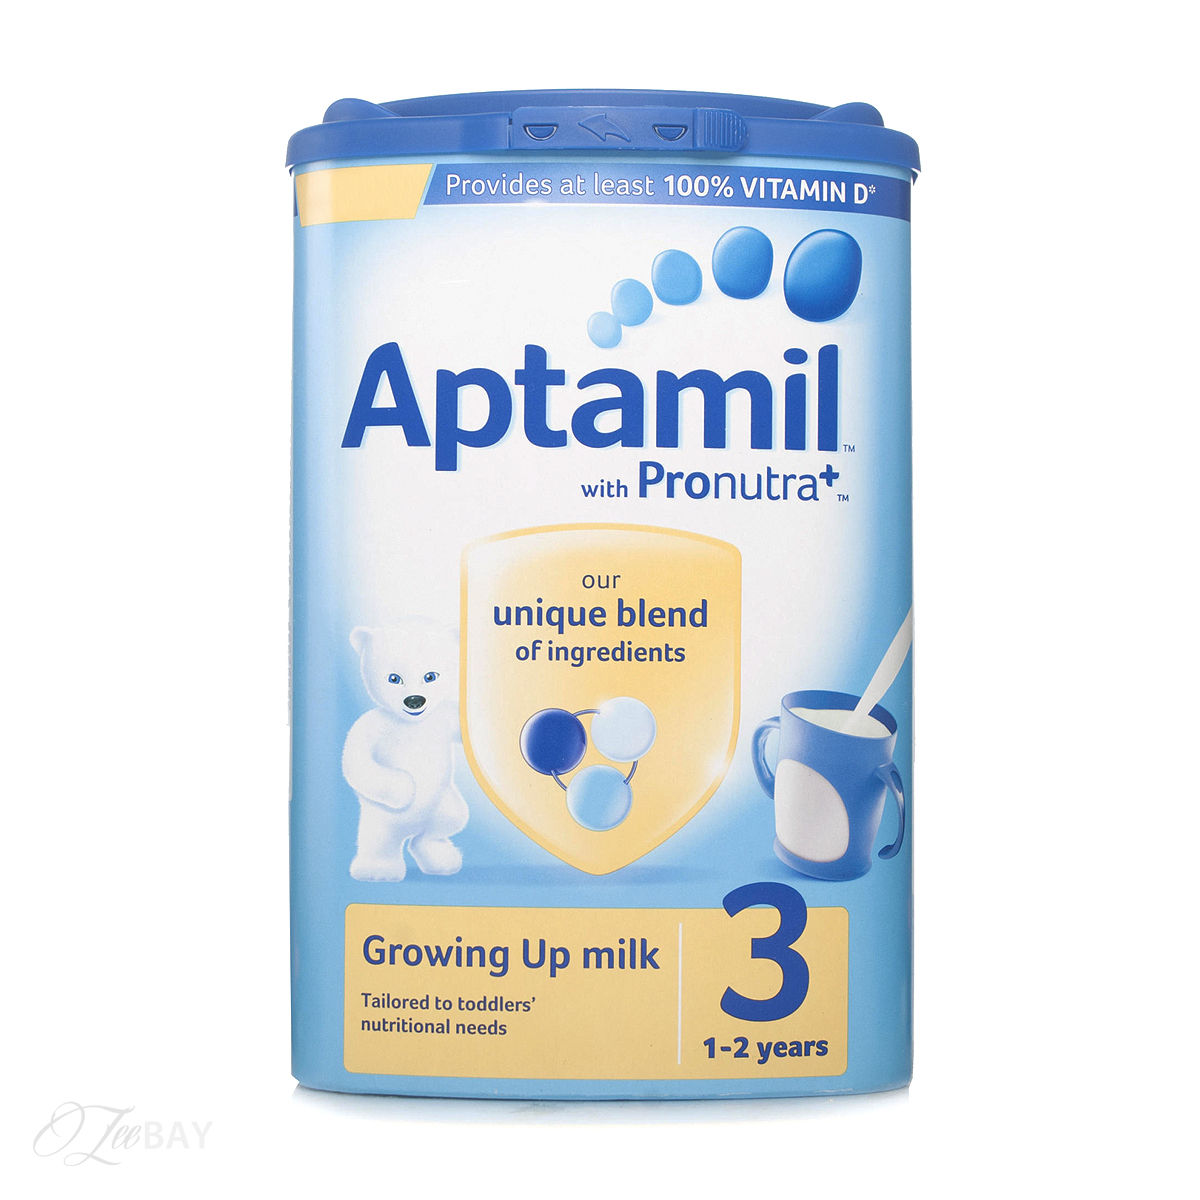 Provides at least 100% VITAMIN D*
Aptamil™
with Pronutra+™
our
unique blend
of ingredients
Growing Up milk
Tailored to toddlers'
nutritional needs
3
1-2 years
OZeeBAY